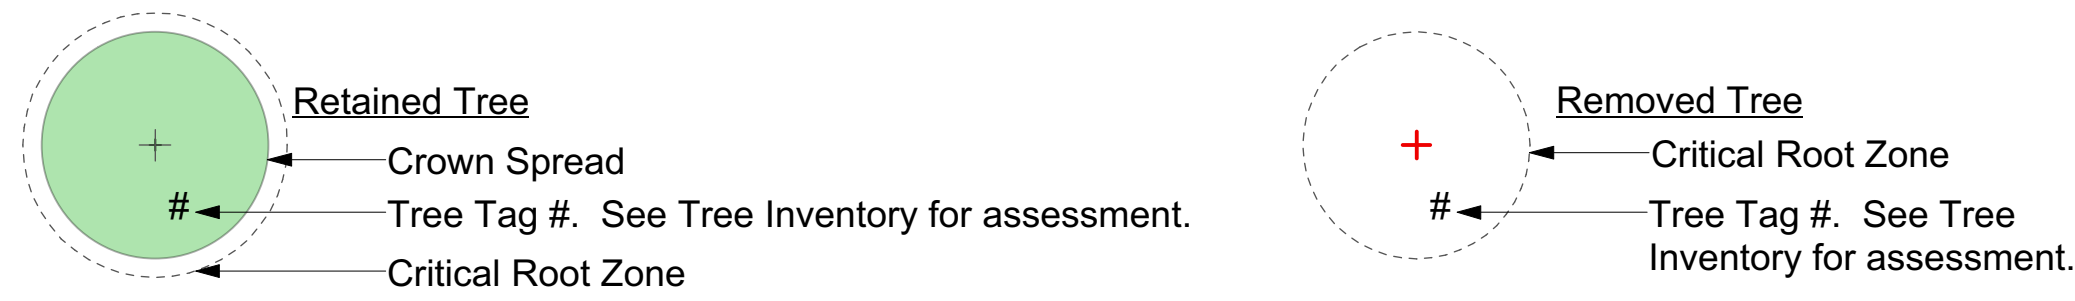 Retained Tree
Crown Spread
#
Tree Tag #.  See Tree Inventory for assessment.
Critical Root Zone
Removed Tree
Critical Root Zone
#
Tree Tag #.  See Tree
Inventory for assessment.